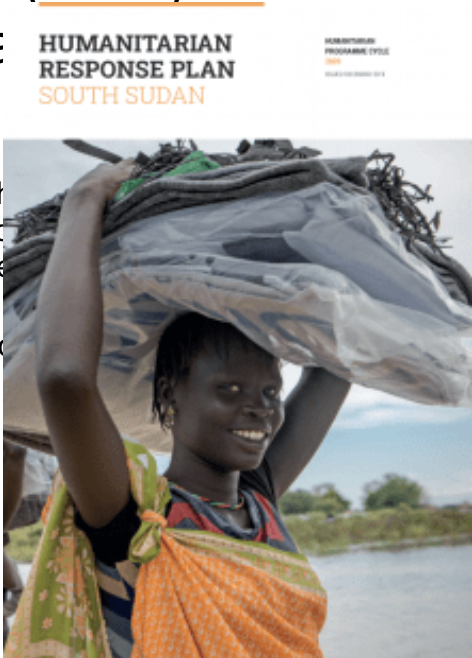 HUMANITARIAN
RESPONSE PLAN
SOUTH SUDAN
HUMANITARIAN
PROGRAMME CYCLE